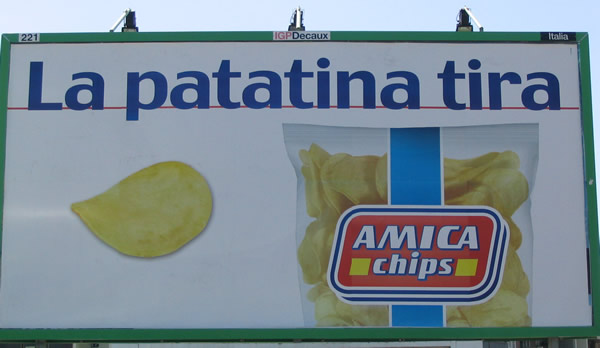 221
IGPDecaux
Italia
La patatina tira
AMICA
chips